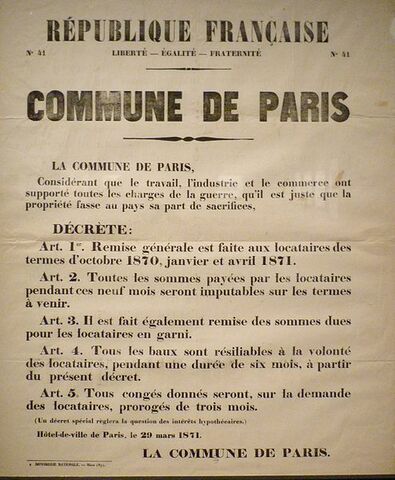 RÉPUBLIQUE FRANÇAISE
No 41 LIBERTÉ — ÉGALITÉ — FRATERNITÉ No 41
COMMUNE DE PARIS
LA COMMUNE DE PARIS,
Considérant que le travail, l'industrie et le commerce ont
supporté toutes les charges de la guerre, qu'il est juste que la
propriété fasse au pays sa part de sacrifices,
DÉCRÈTE:
Art. 1er. Remise générale est faite aux locataires des
termes d'octobre 1870, janvier et avril 1871.
Art. 2. Toutes les sommes payées par les locataires
pendant ces neuf mois seront imputables sur les termes
à venir.
Art. 3. Il est fait également remise des sommes dues
pour les locataires en garni.
Art. 4. Tous les baux sont résiliables à la volonté
des locataires, pendant une durée de six mois, à partir
du présent décret.
Art. 5. Tous congés donnés seront, sur la demande
des locataires, prorogés de trois mois.
(Un décret spécial réglera la question des intérêts hypothécaires.)
Hôtel-de-ville de Paris, le 29 mars 1871.
LA COMMUNE DE PARIS.
IMPRIMERIE NATIONALE. — Mars 1871.